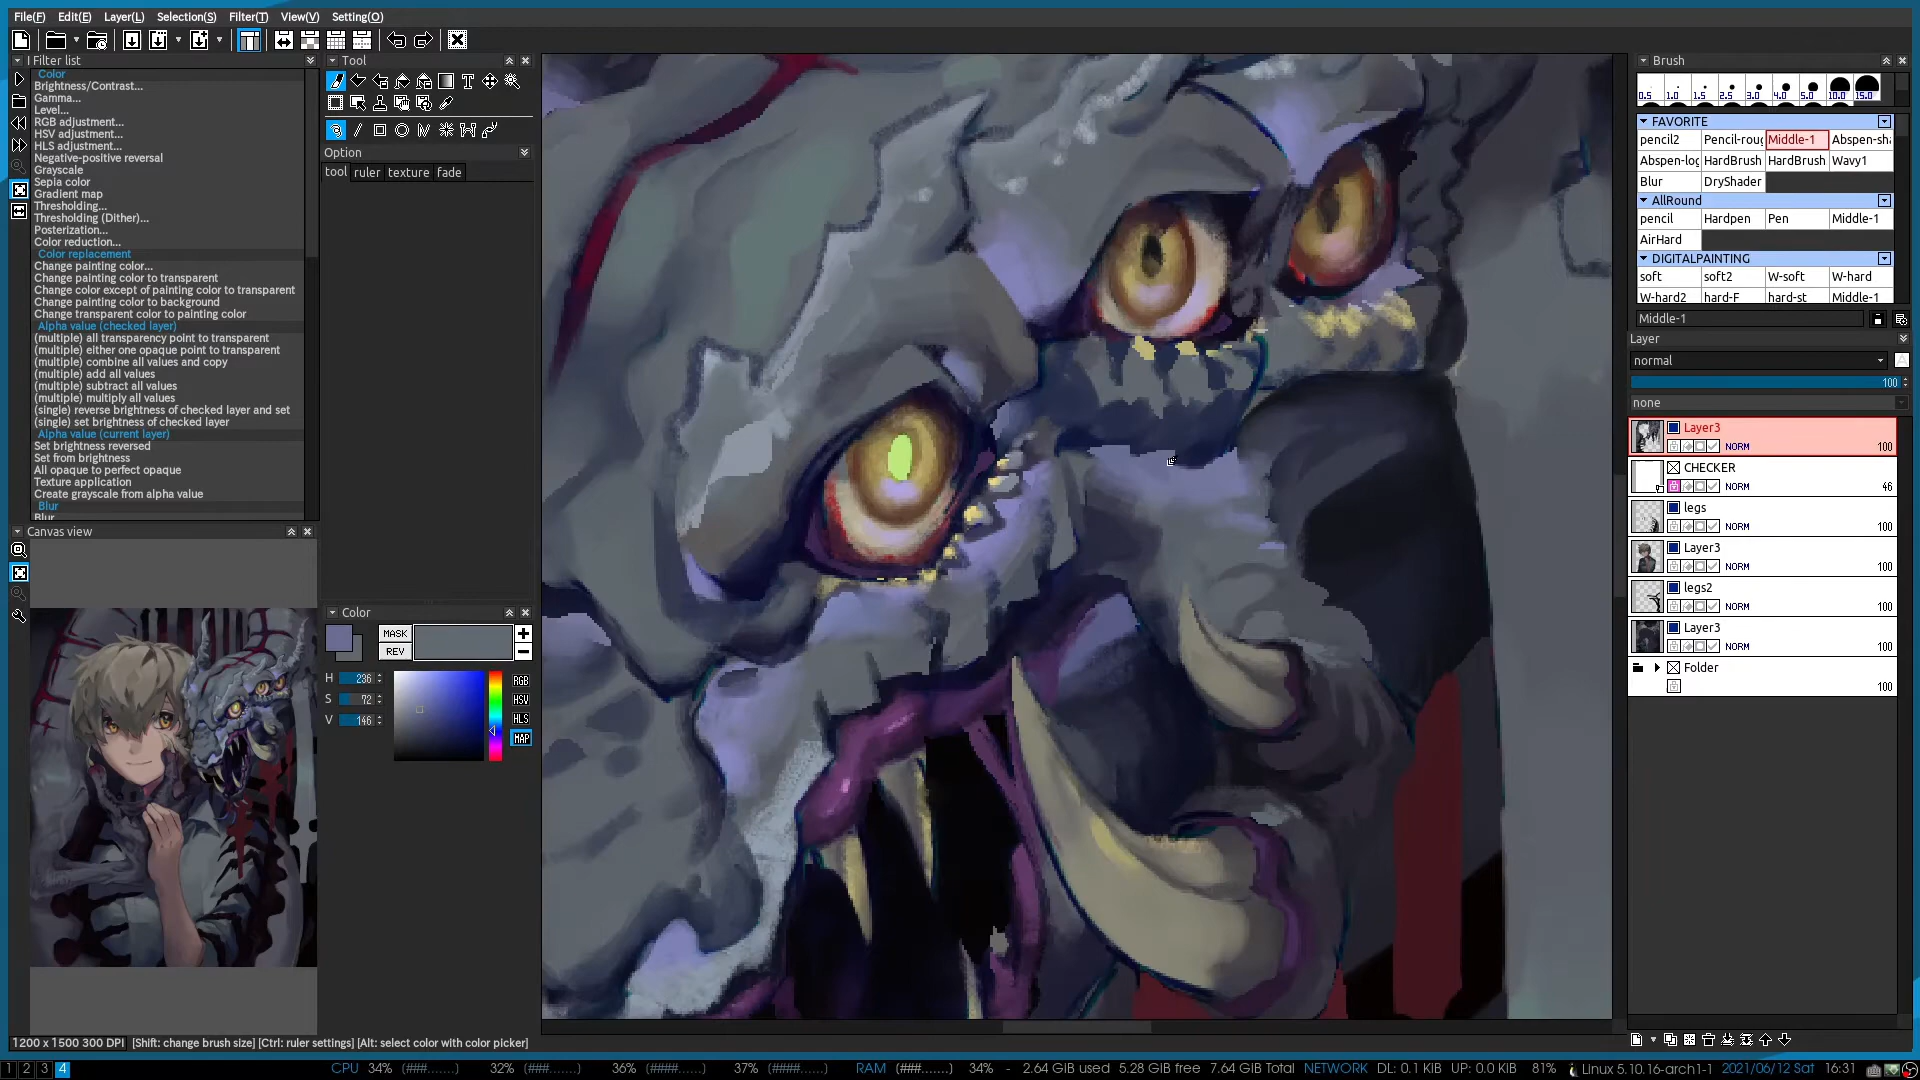 File(F) Edit(E) Layer(L) Selection(S) Filter(T) View(V) Setting(O)
Filter list
Color
Brightness/Contrast...
Gamma...
Level...
RGB adjustment...
HSV adjustment...
HLS adjustment...
Negative-positive reversal
Grayscale
Sepia color
Gradient map
Thresholding...
Thresholding (Dither)...
Posterization...
Color reduction...
Color replacement
Change painting color...
Change painting color to transparent
Change color except of painting color to transparent
Change painting color to background
Change transparent color to painting color
Alpha value (checked layer)
(multiple) all transparency point to transparent
(multiple) either one opaque point to transparent
(multiple) combine all values and copy
(multiple) add all values
(multiple) subtract all values
(multiple) multiply all values
(single) reverse brightness of checked layer and set
(single) set brightness of checked layer
Alpha value (current layer)
Set brightness reversed
Set from brightness
All opaque to perfect opaque
Texture application
Create grayscale from alpha value
Blur
Blur
Canvas view
Tool
Option
tool ruler texture fade
Color
MASK
REV
H 236
S 72
V 146
RGB
HSV
HLS
MAP
Brush
0.5 1.0 1.5 2.5 3.0 4.0 5.0 10.0 15.0
FAVORITE
pencil2 Pencil-roug Middle-1 Abspen-sha
Abspen-log HardBrush HardBrush Wavy1
Blur DryShader
AllRound
pencil Hardpen Pen Middle-1
AirHard
DIGITALPAINTING
soft soft2 W-soft W-hard
W-hard2 hard-F hard-st Middle-1
Middle-1
Layer
normal
100
none
Layer3
NORM 100
CHECKER
NORM 46
legs
NORM 100
Layer3
NORM 100
legs2
NORM 100
Layer3
NORM 100
Folder
100
1200 x 1500 300 DPI [Shift: change brush size] [Ctrl: ruler settings] [Alt: select color with color picker]
1 2 3 4 CPU 34% (###.......) 32% (###.......) 36% (####......) 37% (####......) RAM (###.......) 34% - 2.64 GiB used 5.28 GiB free 7.64 GiB Total NETWORK DL: 0.1 KiB UP: 0.0 KiB 81% Linux 5.10.16-arch1-1 2021/06/12 Sat 16:31